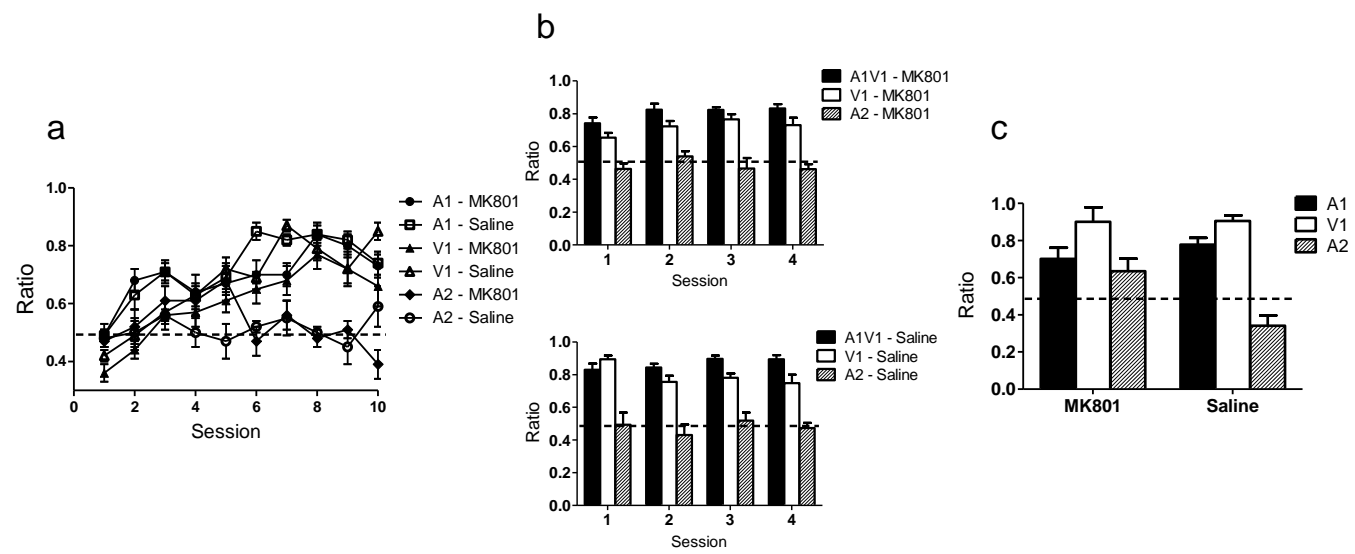 a
1.0
0.8
0.6
0.4
Ratio
0
2
4
6
8
10
Session
A1 - MK801
A1 - Saline
V1 - MK801
V1 - Saline
A2 - MK801
A2 - Saline
b
1.0
0.8
0.6
0.4
0.2
0.0
Ratio
1
2
3
4
Session
A1V1 - MK801
V1 - MK801
A2 - MK801
1.0
0.8
0.6
0.4
0.2
0.0
Ratio
1
2
3
4
Session
A1V1 - Saline
V1 - Saline
A2 - Saline
c
1.0
0.8
0.6
0.4
0.2
0.0
Ratio
MK801
Saline
A1
V1
A2